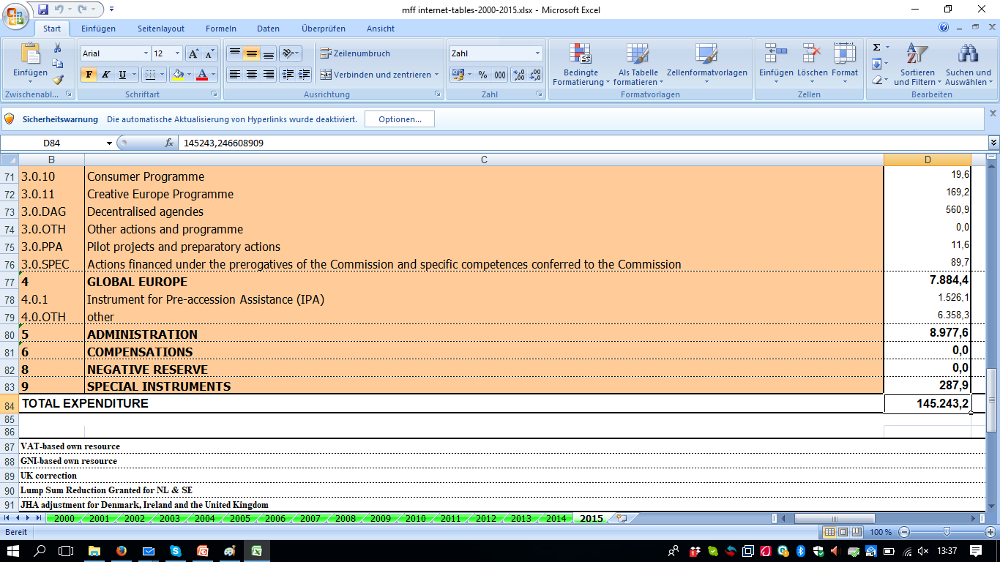 mff internet-tables-2000-2015.xlsx - Microsoft Excel
Start Einfügen Seitenlayout Formeln Daten Überprüfen Ansicht
Einfügen
Arial 12
F K U
Zeilenumbruch
Verbinden und zentrieren
Zahl
% 000
Bedingte Formatierung
Als Tabelle formatieren
Zellenformatvorlagen
Einfügen Löschen Format
Sortieren und Filtern
Suchen und Auswählen
Zwischenabl... Schriftart Ausrichtung Zahl Formatvorlagen Zellen Bearbeiten
Sicherheitswarnung Die automatische Aktualisierung von Hyperlinks wurde deaktiviert. Optionen...
D84 fx 145243,246608909
B C D
71 3.0.10 Consumer Programme 19,6
72 3.0.11 Creative Europe Programme 169,2
73 3.0.DAG Decentralised agencies 560,9
74 3.0.OTH Other actions and programme 0,0
75 3.0.PPA Pilot projects and preparatory actions 11,6
76 3.0.SPEC Actions financed under the prerogatives of the Commission and specific competences conferred to the Commission 89,7
77 4 GLOBAL EUROPE 7.884,4
78 4.0.1 Instrument for Pre-accession Assistance (IPA) 1.526,1
79 4.0.OTH other 6.358,3
80 5 ADMINISTRATION 8.977,6
81 6 COMPENSATIONS 0,0
82 8 NEGATIVE RESERVE 0,0
83 9 SPECIAL INSTRUMENTS 287,9
84 TOTAL EXPENDITURE 145.243,2
85
86
87 VAT-based own resource
88 GNI-based own resource
89 UK correction
90 Lump Sum Reduction Granted for NL & SE
91 JHA adjustment for Denmark, Ireland and the United Kingdom
2000 2001 2002 2003 2004 2005 2006 2007 2008 2009 2010 2011 2012 2013 2014 2015
Bereit 100 %
13:37